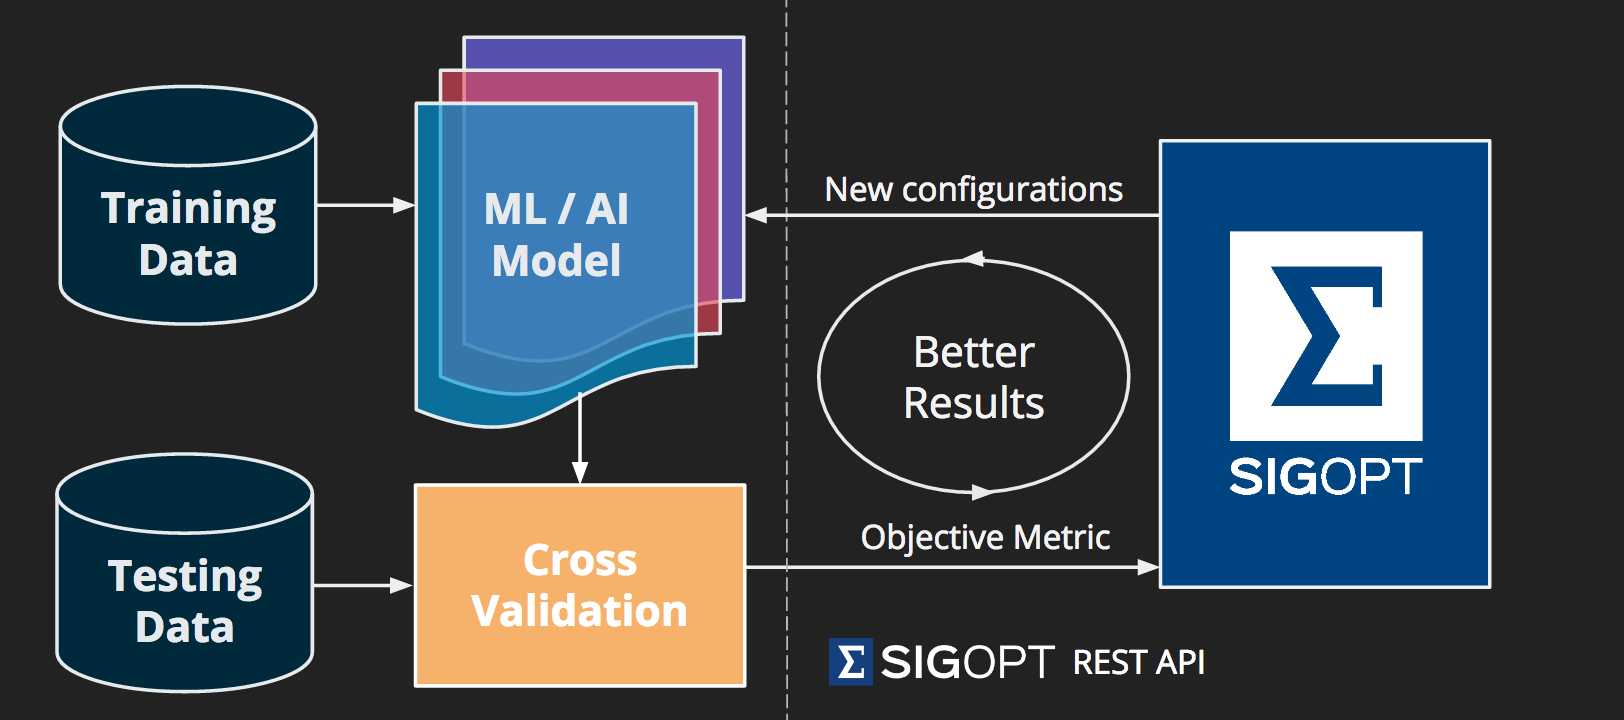 Training
Data
ML / AI
Model
New configurations
Better
Results
SIGOPT
Testing
Data
Cross
Validation
Objective Metric
SIGOPT REST API